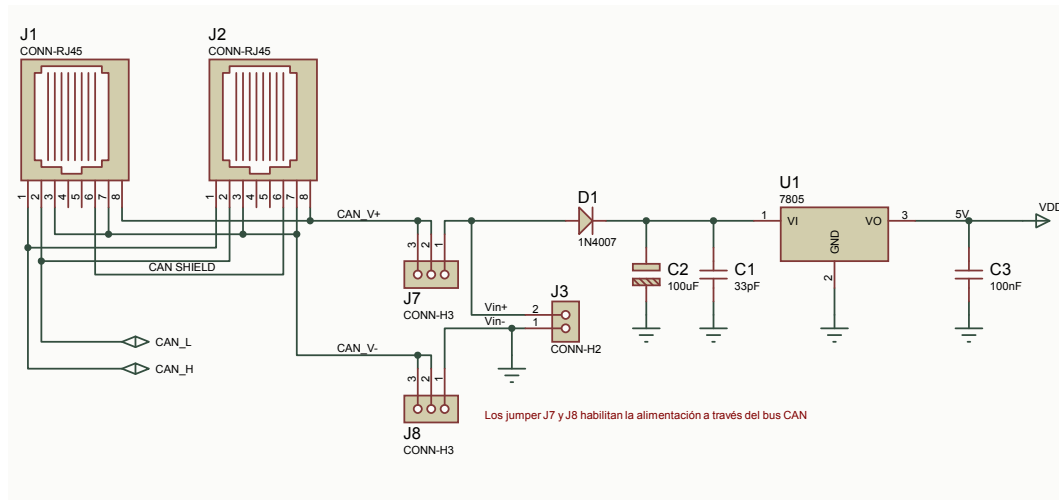 J1
CONN-RJ45
J2
CONN-RJ45
1 2 3 4 5 6 7 8
1 2 3 4 5 6 7 8
CAN_V+
CAN SHIELD
CAN_L
CAN_H
CAN_V-
3 2 1
J7
CONN-H3
3 2 1
J8
CONN-H3
Vin+
Vin-
2
1
J3
CONN-H2
D1
1N4007
C2
100uF
C1
33pF
U1
7805
1
VI
VO
3
GND
2
5V
VDD
C3
100nF
Los jumper J7 y J8 habilitan la alimentación a través del bus CAN